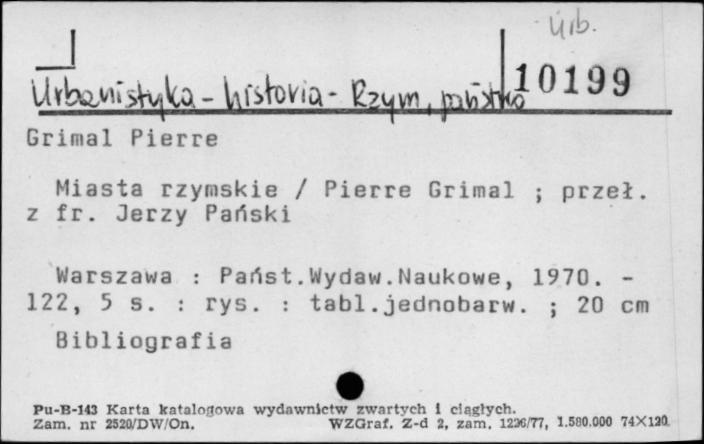 Urb.
10199
Urbanistyka - historia - Rzym, państwo
Grimal Pierre
Miasta rzymskie / Pierre Grimal ; przeł.
z fr. Jerzy Pański
Warszawa : Państ.Wydaw.Naukowe, 1970. -
122, 5 s. : rys. : tabl.jednobarw. ; 20 cm
Bibliografia
Pu-B-143 Karta katalogowa wydawnictw zwartych i ciągłych.
Zam. nr 2520/DW/On. WZGraf. Z-d 2, zam. 1226/77, 1.580.000 74X120.